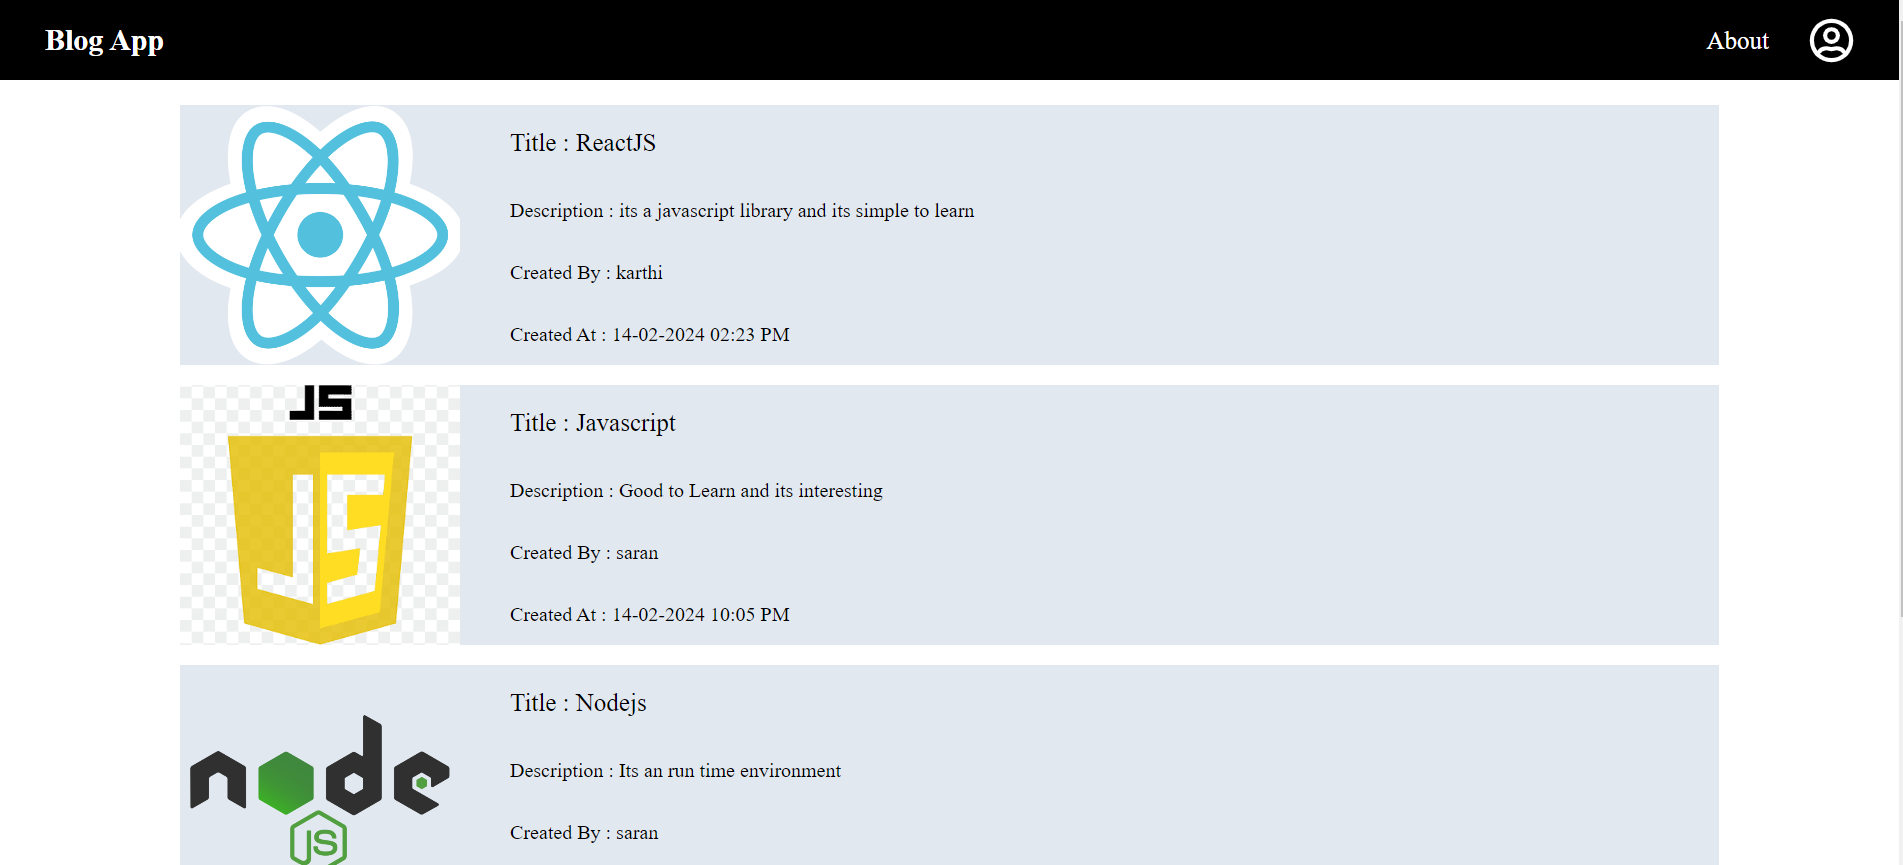 Blog App
About
Title : ReactJS
Description : its a javascript library and its simple to learn
Created By : karthi
Created At : 14-02-2024 02:23 PM
JS
JS
Title : Javascript
Description : Good to Learn and its interesting
Created By : saran
Created At : 14-02-2024 10:05 PM
node
JS
Title : Nodejs
Description : Its an run time environment
Created By : saran